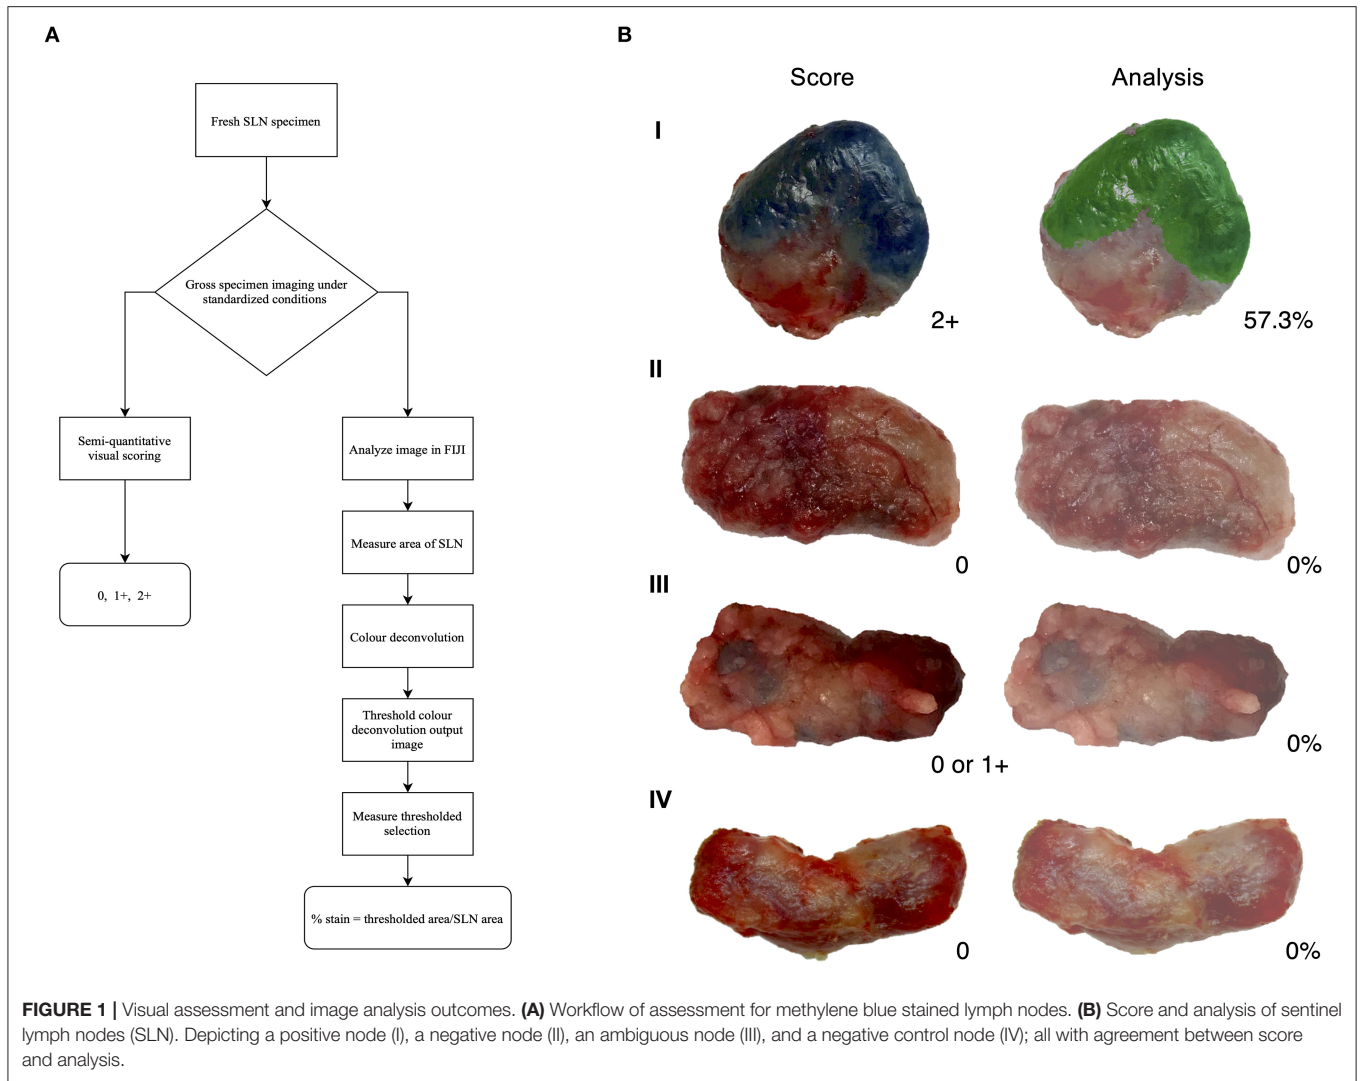 A
Fresh SLN specimen
Gross specimen imaging under
standardized conditions
Semi-quantitative
visual scoring
0, 1+, 2+
Analyze image in FIJI
Measure area of SLN
Colour deconvolution
Threshold colour
deconvolution output
image
Measure thresholded
selection
% stain = thresholded area/SLN area
B
Score
Analysis
I
2+
57.3%
II
0
0%
III
0 or 1+
0%
IV
0
0%
FIGURE 1 | Visual assessment and image analysis outcomes. (A) Workflow of assessment for methylene blue stained lymph nodes. (B) Score and analysis of sentinel
lymph nodes (SLN). Depicting a positive node (I), a negative node (II), an ambiguous node (III), and a negative control node (IV); all with agreement between score
and analysis.